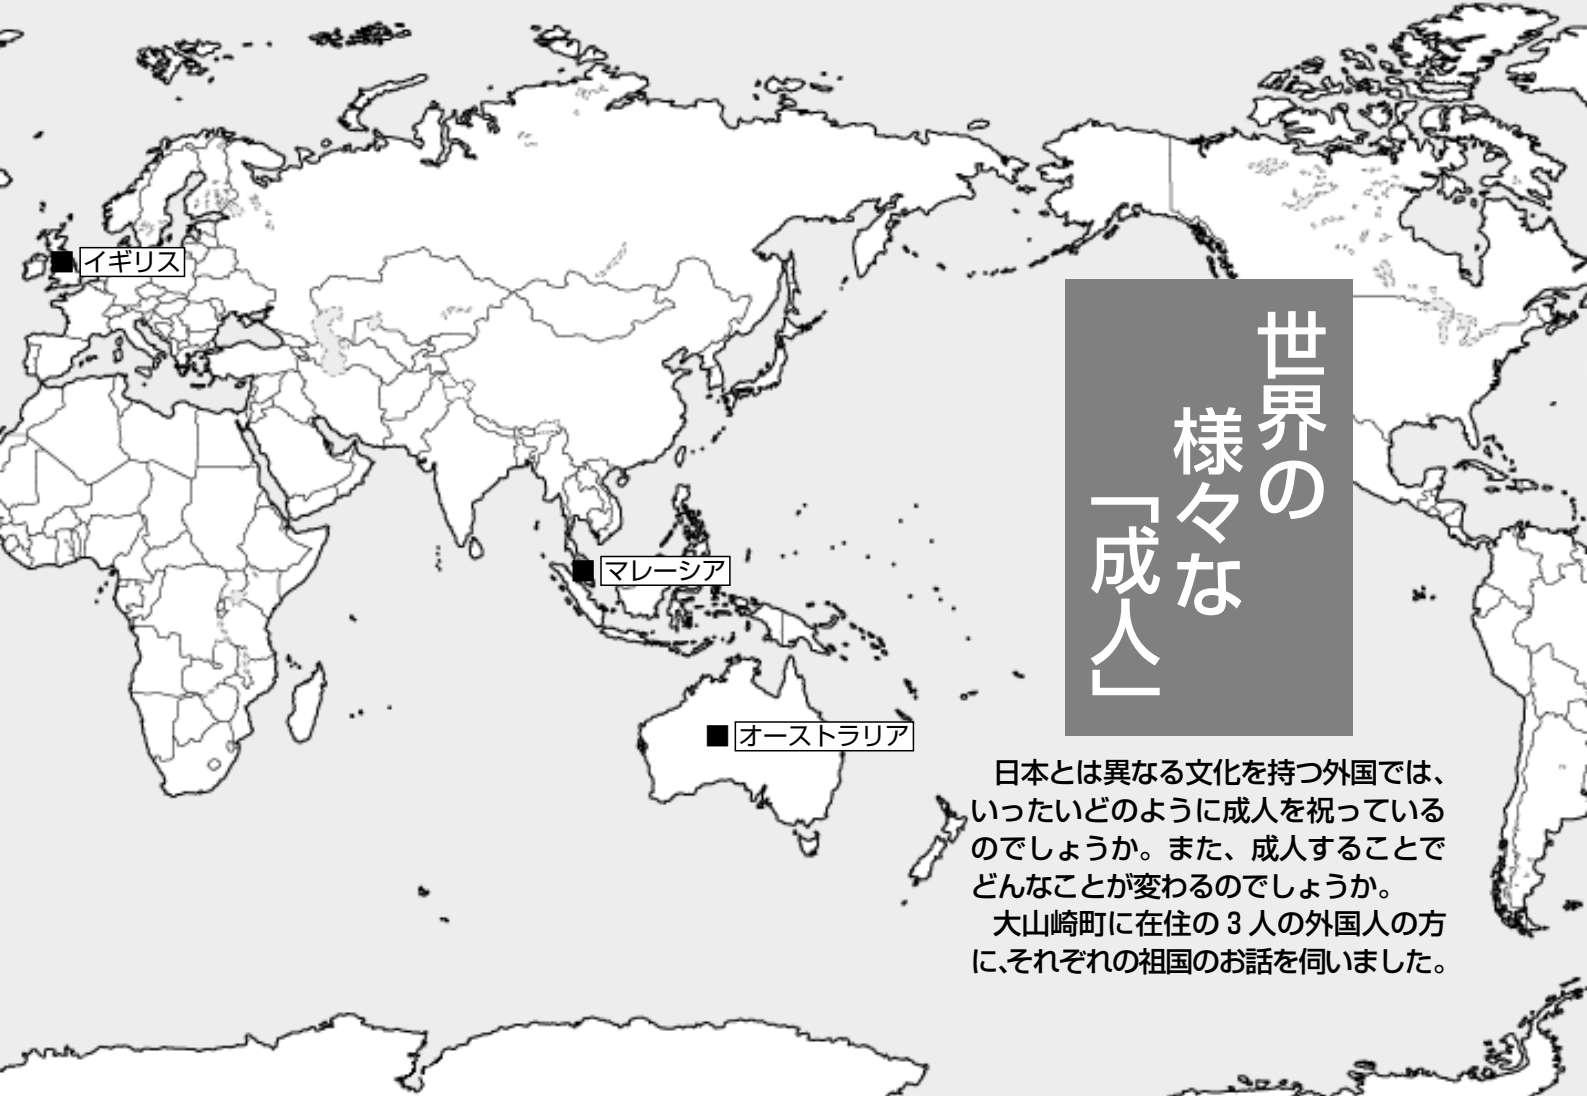 世界の
様々な
「成人」
イギリス
マレーシア
オーストラリア
日本とは異なる文化を持つ外国では、
いったいどのように成人を祝っている
のでしょうか。また、成人することで
どんなことが変わるのでしょうか。
大山崎町に在住の3人の外国人の方
に、それぞれの祖国のお話を伺いました。